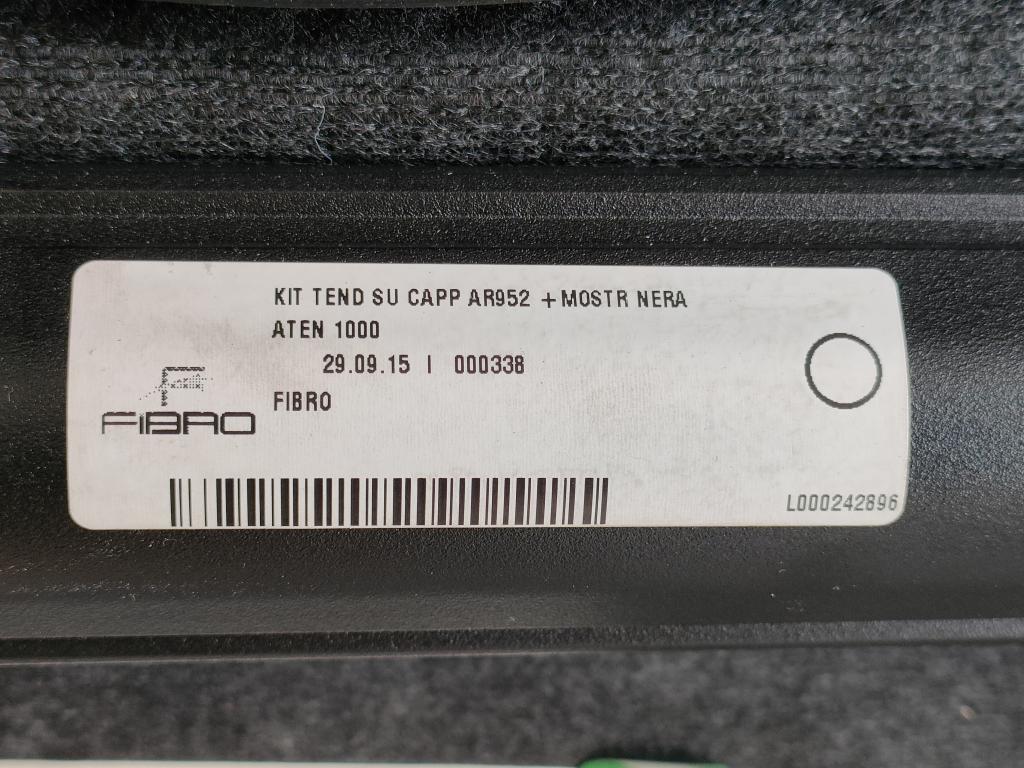 KIT TEND SU CAPP AR952 +MOSTR NERA
ATEN 1000
29.09.15 | 000338
FIBRO
FIBRO
L000242896